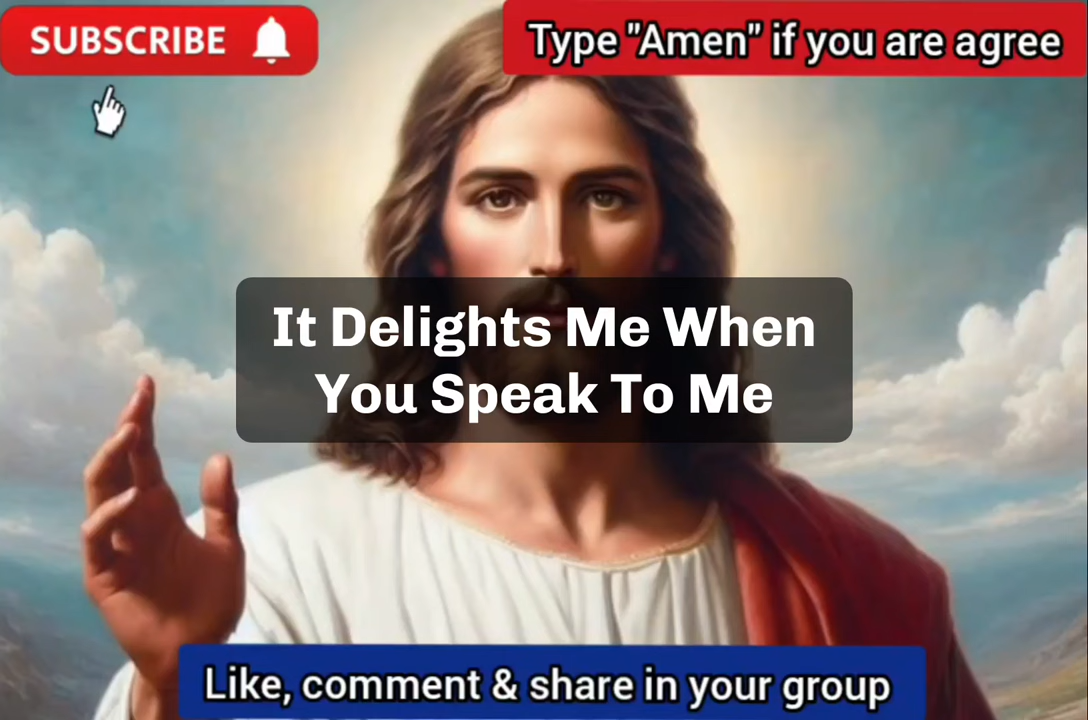 SUBSCRIBE
Type "Amen" if you are agree
It Delights Me When
You Speak To Me
Like, comment & share in your group